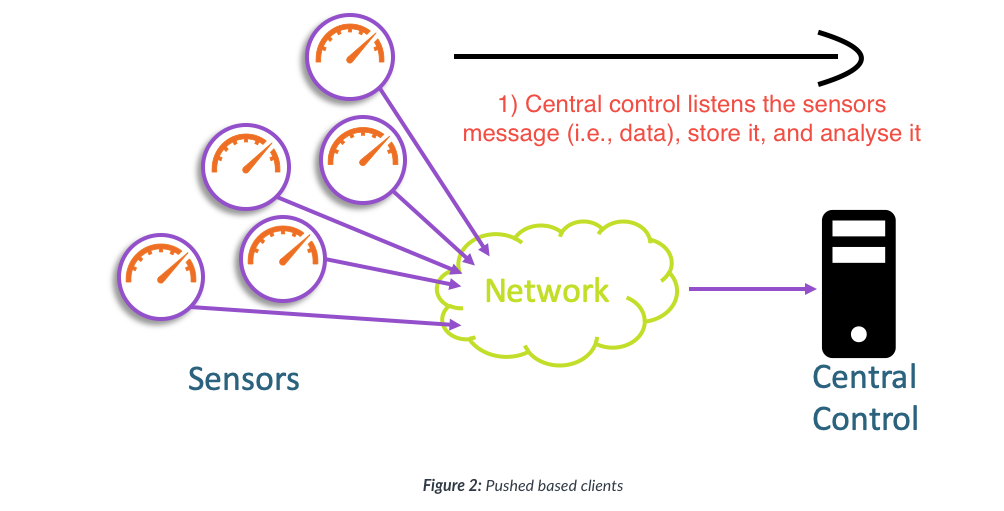 1) Central control listens the sensors
message (i.e., data), store it, and analyse it
Network
Sensors
Central
Control
Figure 2: Pushed based clients